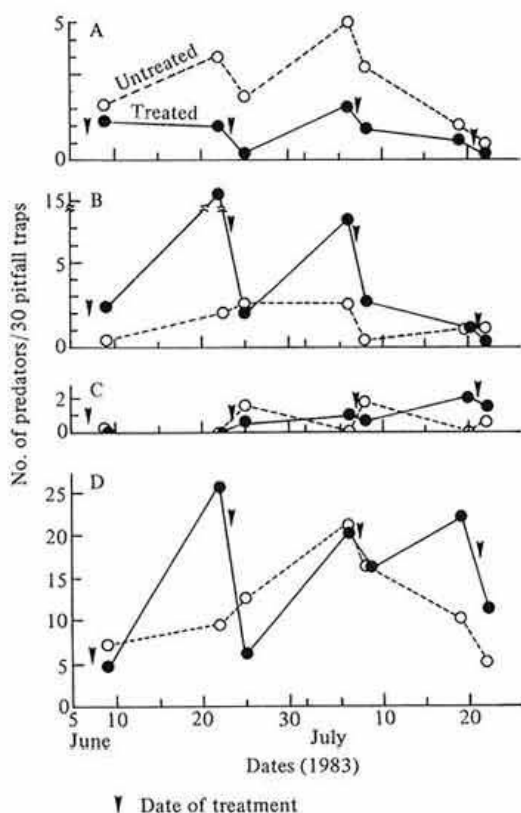 A
5
Untreated
Treated
0
B
15
5
0
C
2
0
D
25
20
15
10
5
0
5 10 20 30 10 20
June July
Dates (1983)
No. of predators/30 pitfall traps
Date of treatment